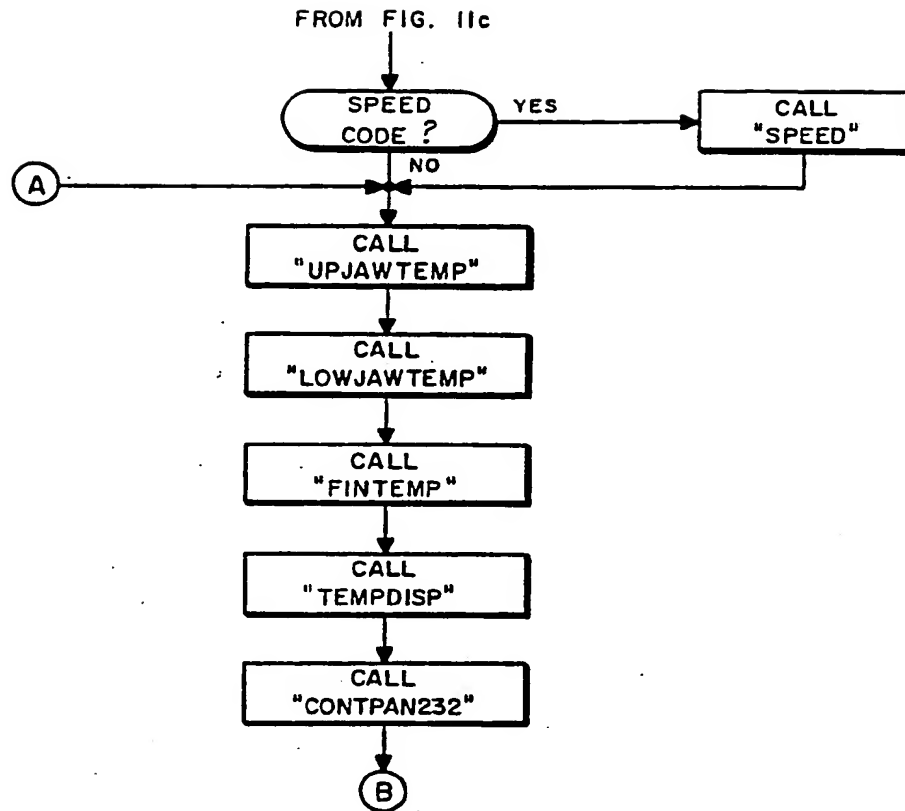 FROM FIG. 11c
SPEED
CODE ?
YES
CALL
"SPEED"
NO
A
CALL
"UPJAWTEMP"
CALL
"LOWJAWTEMP"
CALL
"FINTEMP"
CALL
"TEMPDISP"
CALL
"CONTPAN232"
B